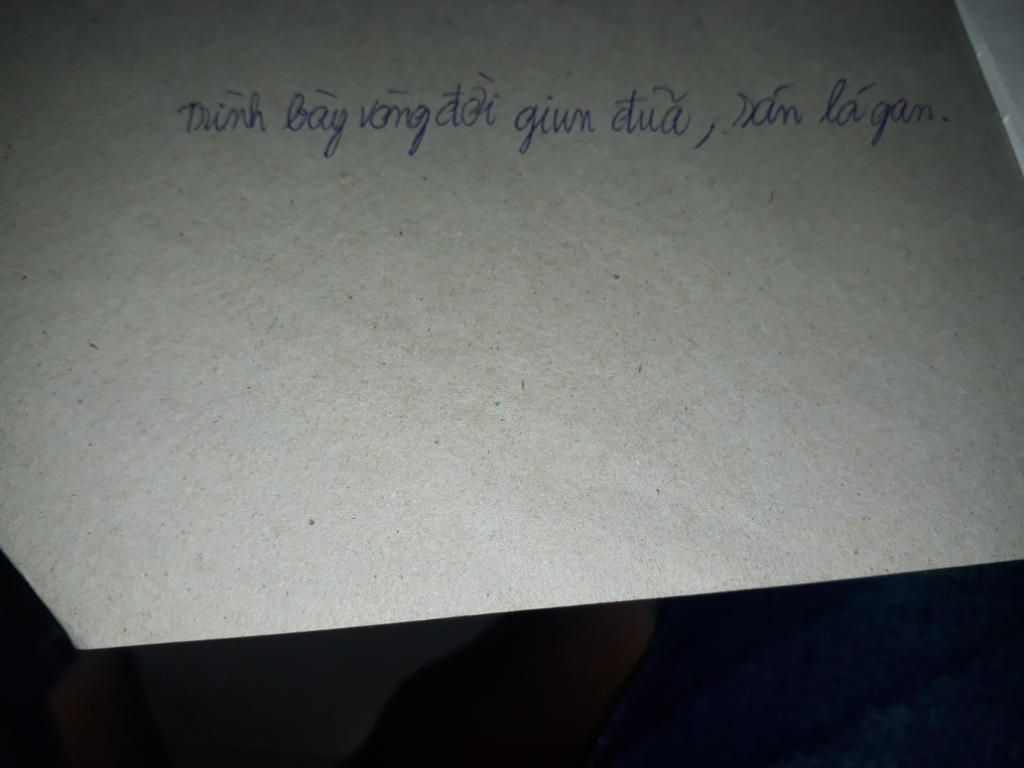 Trình bày vòng đời giun đũa, sán lá gan.